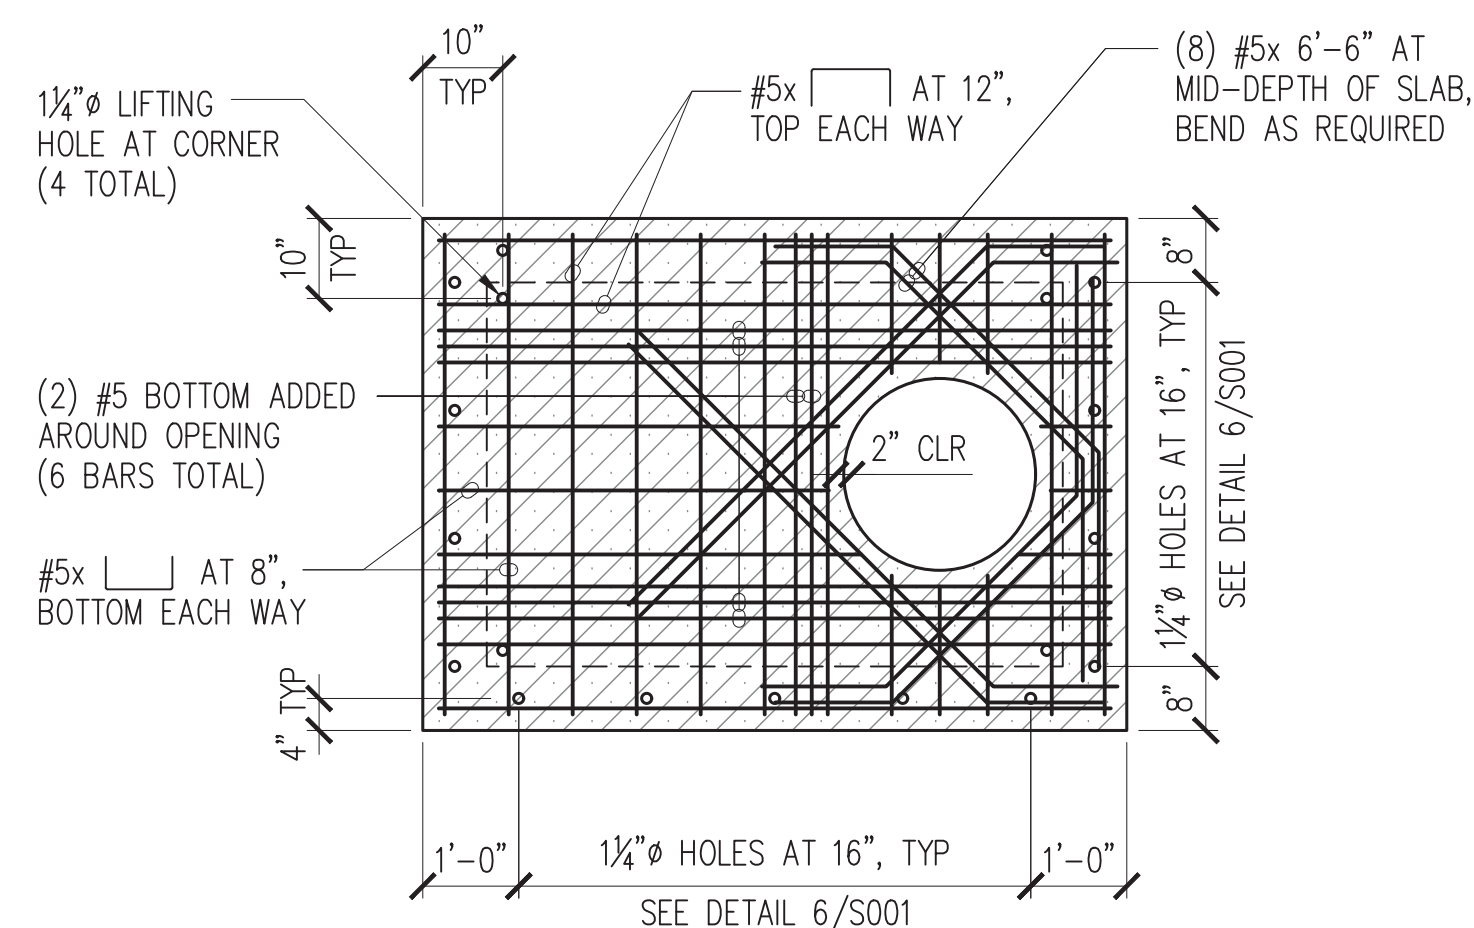 10”
TYP
1¼”ø LIFTING
HOLE AT CORNER
(4 TOTAL)
#5x AT 12”,
TOP EACH WAY
(8) #5x 6’-6” AT
MID-DEPTH OF SLAB,
BEND AS REQUIRED
10”
TYP
8”
(2) #5 BOTTOM ADDED
AROUND OPENING
(6 BARS TOTAL)
2” CLR
1¼”ø HOLES AT 16”, TYP
SEE DETAIL 6/S001
#5x AT 8”,
BOTTOM EACH WAY
4” TYP
8”
1’-0”
1¼”ø HOLES AT 16”, TYP
1’-0”
SEE DETAIL 6/S001